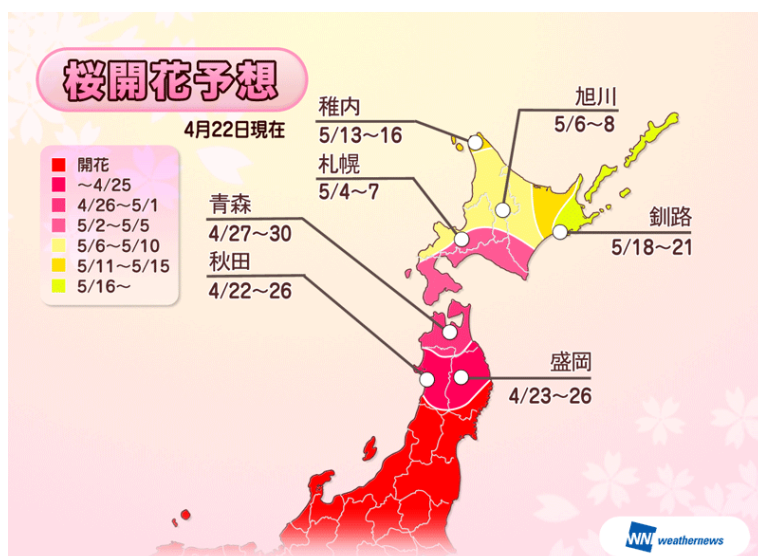 桜開花予想
4月22日現在
開花
～4/25
4/26～5/1
5/2～5/5
5/6～5/10
5/11～5/15
5/16～
稚内
5/13～16
旭川
5/6～8
札幌
5/4～7
青森
4/27～30
釧路
5/18～21
秋田
4/22～26
盛岡
4/23～26
WNI weathernews